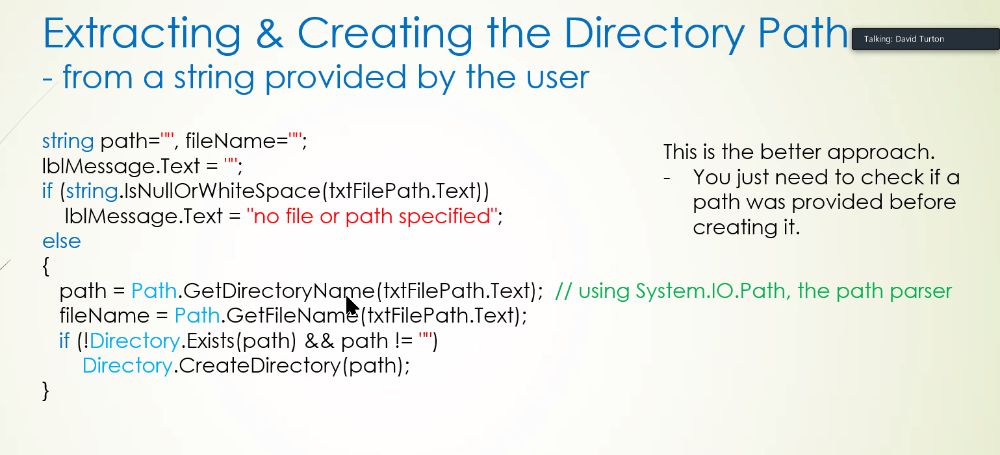 Extracting & Creating the Directory Path
Talking: David Turton
- from a string provided by the user
string path="", fileName="";
lblMessage.Text = "";
if (string.IsNullOrWhiteSpace(txtFilePath.Text))
lblMessage.Text = "no file or path specified";
else
{
path = Path.GetDirectoryName(txtFilePath.Text); // using System.IO.Path, the path parser
fileName = Path.GetFileName(txtFilePath.Text);
if (!Directory.Exists(path) && path != "")
Directory.CreateDirectory(path);
}
This is the better approach.
- You just need to check if a
path was provided before
creating it.